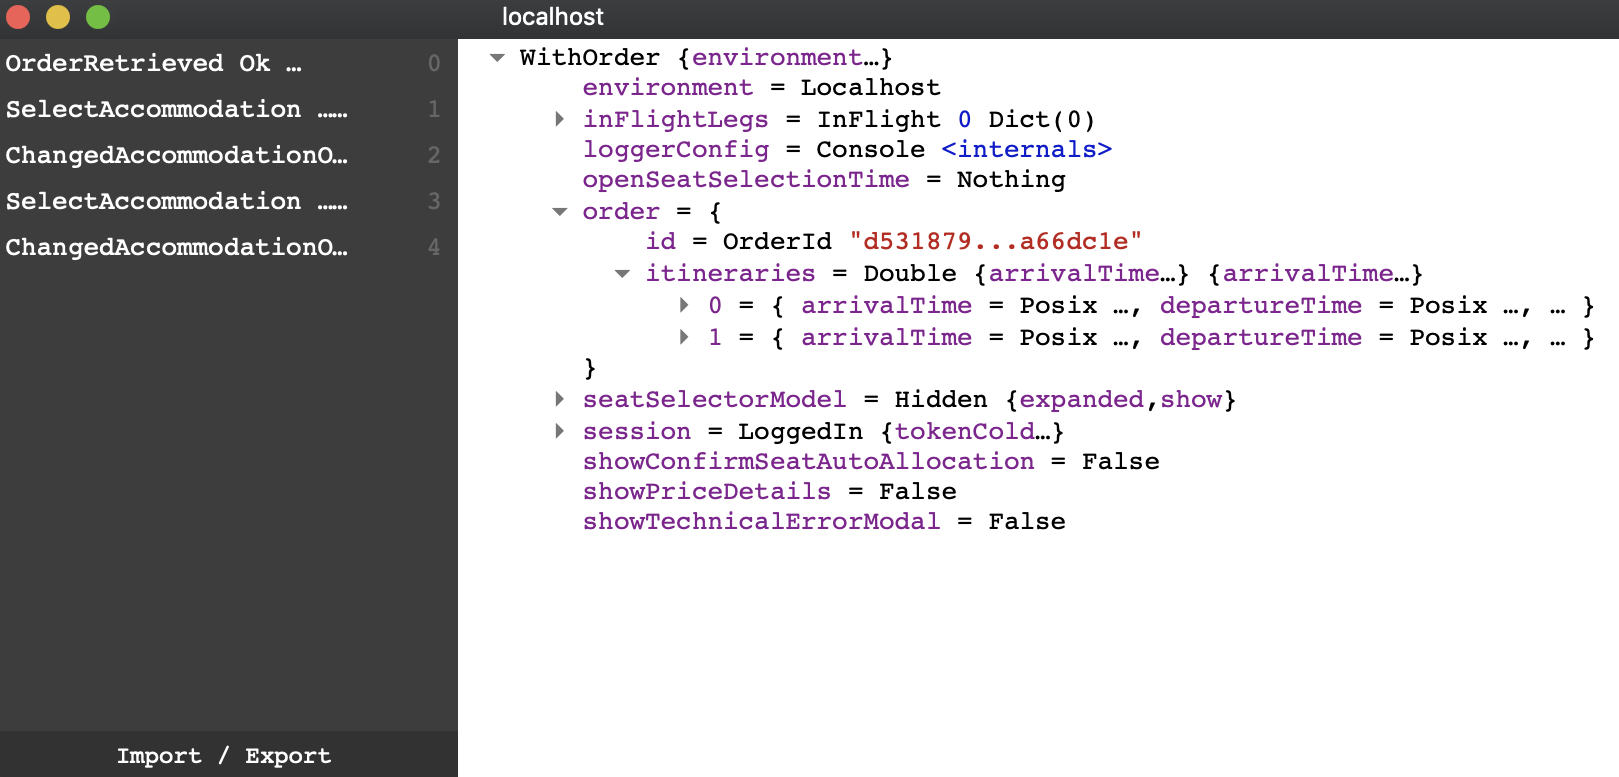 localhost
OrderRetrieved Ok … 0
SelectAccommodation …… 1
ChangedAccommodationO… 2
SelectAccommodation …… 3
ChangedAccommodationO… 4
Import / Export
WithOrder {environment…}
environment = Localhost
inFlightLegs = InFlight 0 Dict(0)
loggerConfig = Console <internals>
openSeatSelectionTime = Nothing
order = {
id = OrderId "d531879...a66dc1e"
itineraries = Double {arrivalTime…} {arrivalTime…}
0 = { arrivalTime = Posix …, departureTime = Posix …, … }
1 = { arrivalTime = Posix …, departureTime = Posix …, … }
}
seatSelectorModel = Hidden {expanded,show}
session = LoggedIn {tokenCold…}
showConfirmSeatAutoAllocation = False
showPriceDetails = False
showTechnicalErrorModal = False